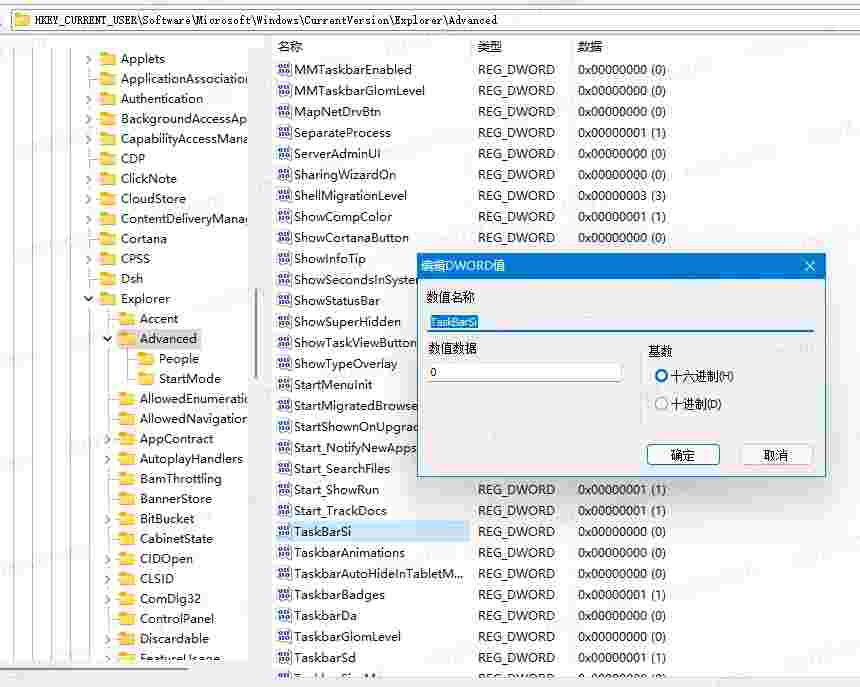 HKEY_CURRENT_USER\Software\Microsoft\Windows\CurrentVersion\Explorer\Advanced
Applets
ApplicationAssociation
Authentication
BackgroundAccessAp
CapabilityAccessMana
CDP
ClickNote
CloudStore
ContentDeliveryManag
Cortana
CPSS
Dsh
Explorer
Accent
Advanced
People
StartMode
AllowedEnumeratio
AllowedNavigation
AppContract
AutoplayHandlers
BamThrottling
BannerStore
BitBucket
CabinetState
CIDOpen
CLSID
ComDlg32
ControlPanel
Discardable
FeatureUsage
名称 类型 数据
MMTaskbarEnabled REG_DWORD 0x00000000 (0)
MMTaskbarGlomLevel REG_DWORD 0x00000000 (0)
MapNetDrvBtn REG_DWORD 0x00000000 (0)
SeparateProcess REG_DWORD 0x00000001 (1)
ServerAdminUI REG_DWORD 0x00000000 (0)
SharingWizardOn REG_DWORD 0x00000000 (0)
ShellMigrationLevel REG_DWORD 0x00000003 (3)
ShowCompColor REG_DWORD 0x00000001 (1)
ShowCortanaButton REG_DWORD 0x00000000 (0)
ShowInfoTip
ShowSecondsInSystem
ShowStatusBar
ShowSuperHidden
ShowTaskViewButton
ShowTypeOverlay
StartMenuInit
StartMigratedBrowse
StartShownOnUpgrad
Start_NotifyNewApps
Start_SearchFiles
Start_ShowRun REG_DWORD 0x00000001 (1)
Start_TrackDocs REG_DWORD 0x00000001 (1)
TaskBarSi REG_DWORD 0x00000000 (0)
TaskbarAnimations REG_DWORD 0x00000000 (0)
TaskbarAutoHideInTabletM... REG_DWORD 0x00000000 (0)
TaskbarBadges REG_DWORD 0x00000001 (1)
TaskbarDa REG_DWORD 0x00000000 (0)
TaskbarGlomLevel REG_DWORD 0x00000000 (0)
TaskbarSd REG_DWORD 0x00000001 (1)
编辑DWORD值
数值名称
TaskBarSi
数值数据
0
基数
十六进制(H)
十进制(D)
确定 取消